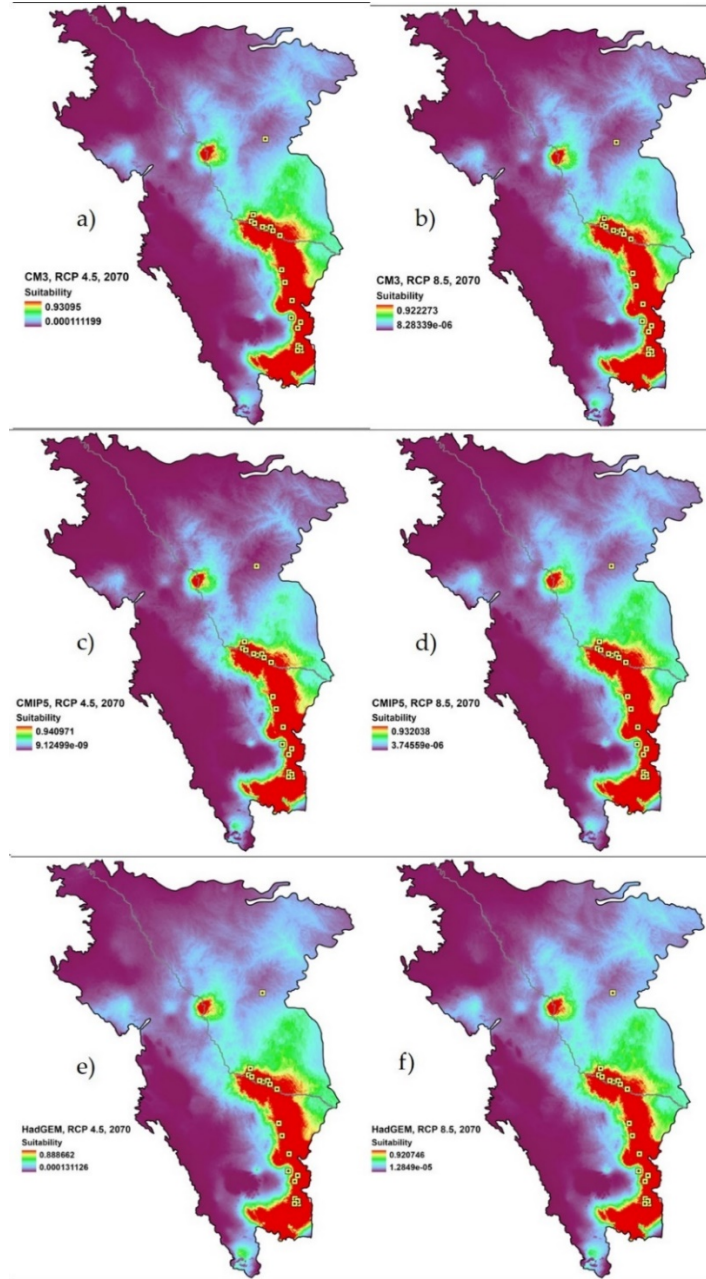 a)
CM3, RCP 4.5, 2070
Suitability
0.93095
0.000111199
b)
CM3, RCP 8.5, 2070
Suitability
0.922273
8.28339e-06
c)
CMIP5, RCP 4.5, 2070
Suitability
0.940971
9.12499e-09
d)
CMIP5, RCP 8.5, 2070
Suitability
0.932038
3.74559e-06
e)
HadGEM, RCP 4.5, 2070
Suitability
0.888662
0.000131126
f)
HadGEM, RCP 8.5, 2070
Suitability
0.920746
1.2849e-05